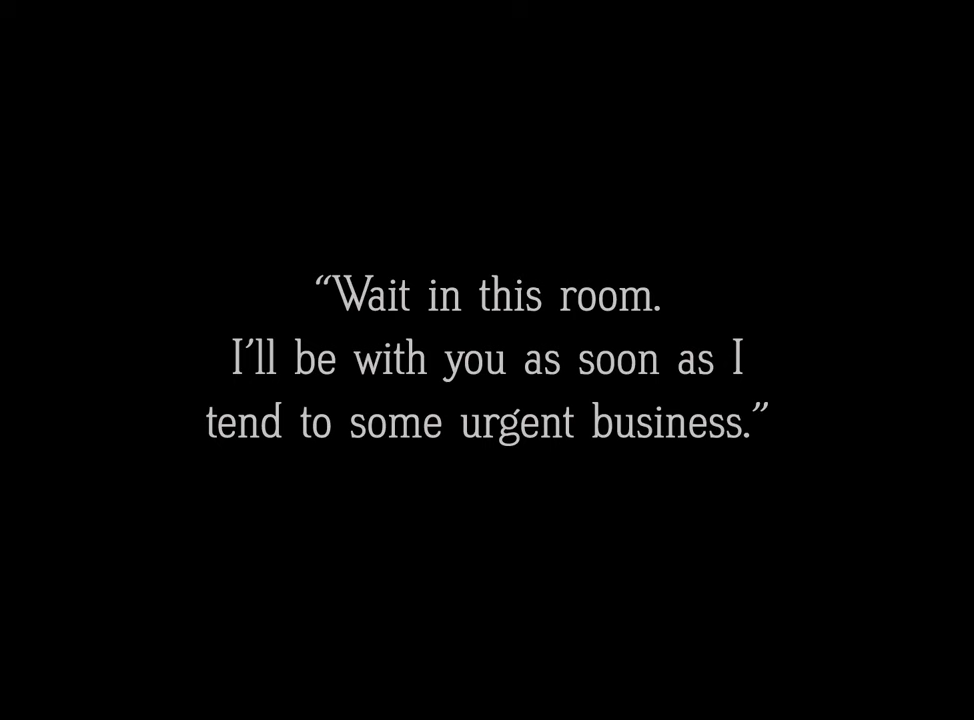 “Wait in this room.
I’ll be with you as soon as I
tend to some urgent business.”